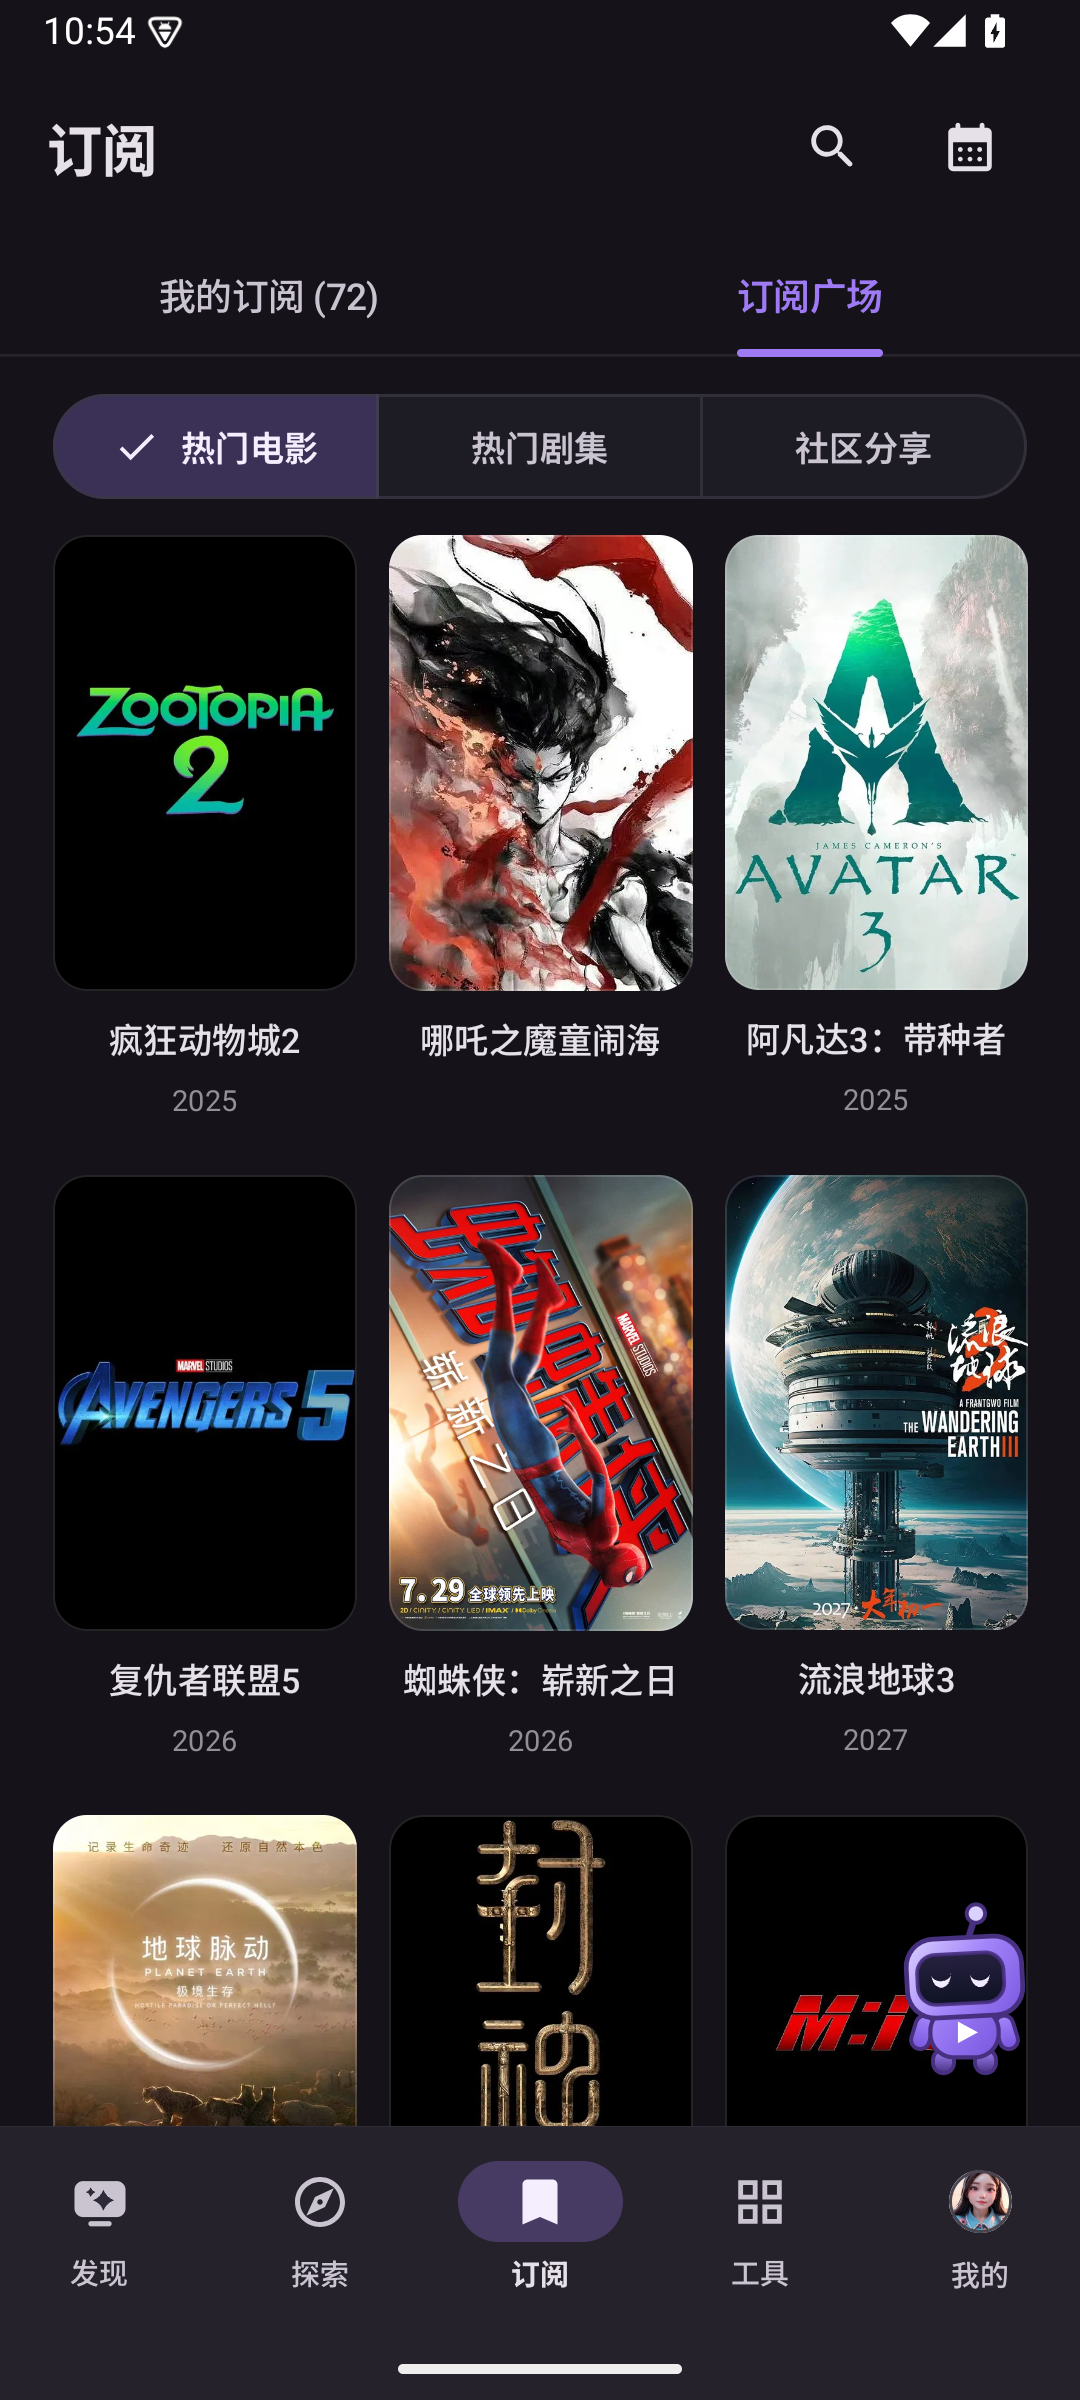 10:54
订阅
我的订阅 (72)
订阅广场
热门电影
热门剧集
社区分享
ZOOTOPIA
2
JAMES CAMERON'S
AVATAR
3
疯狂动物城2
哪吒之魔童闹海
阿凡达3：带种者
2025
2025
MARVEL STUDIOS
AVENGERS 5
蜘蛛侠
崭新之日
MARVEL STUDIOS
7.29 全球领先上映
流浪地球
A FRANTGWO FILM
THE WANDERING
EARTH III
2027 大年初一
复仇者联盟5
蜘蛛侠：崭新之日
流浪地球3
2026
2026
2027
记录生命奇迹 还原自然本色
地球脉动
PLANET EARTH
极境生存
HOSTILE PARADISE OR PERFECT HELL?
封神
M:I
发现
探索
订阅
工具
我的